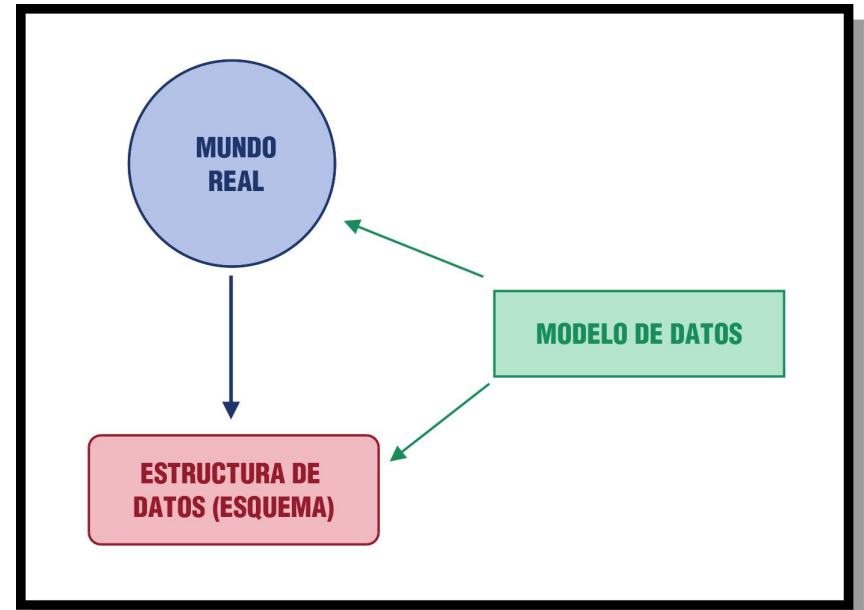 MUNDO
REAL
MODELO DE DATOS
ESTRUCTURA DE
DATOS (ESQUEMA)